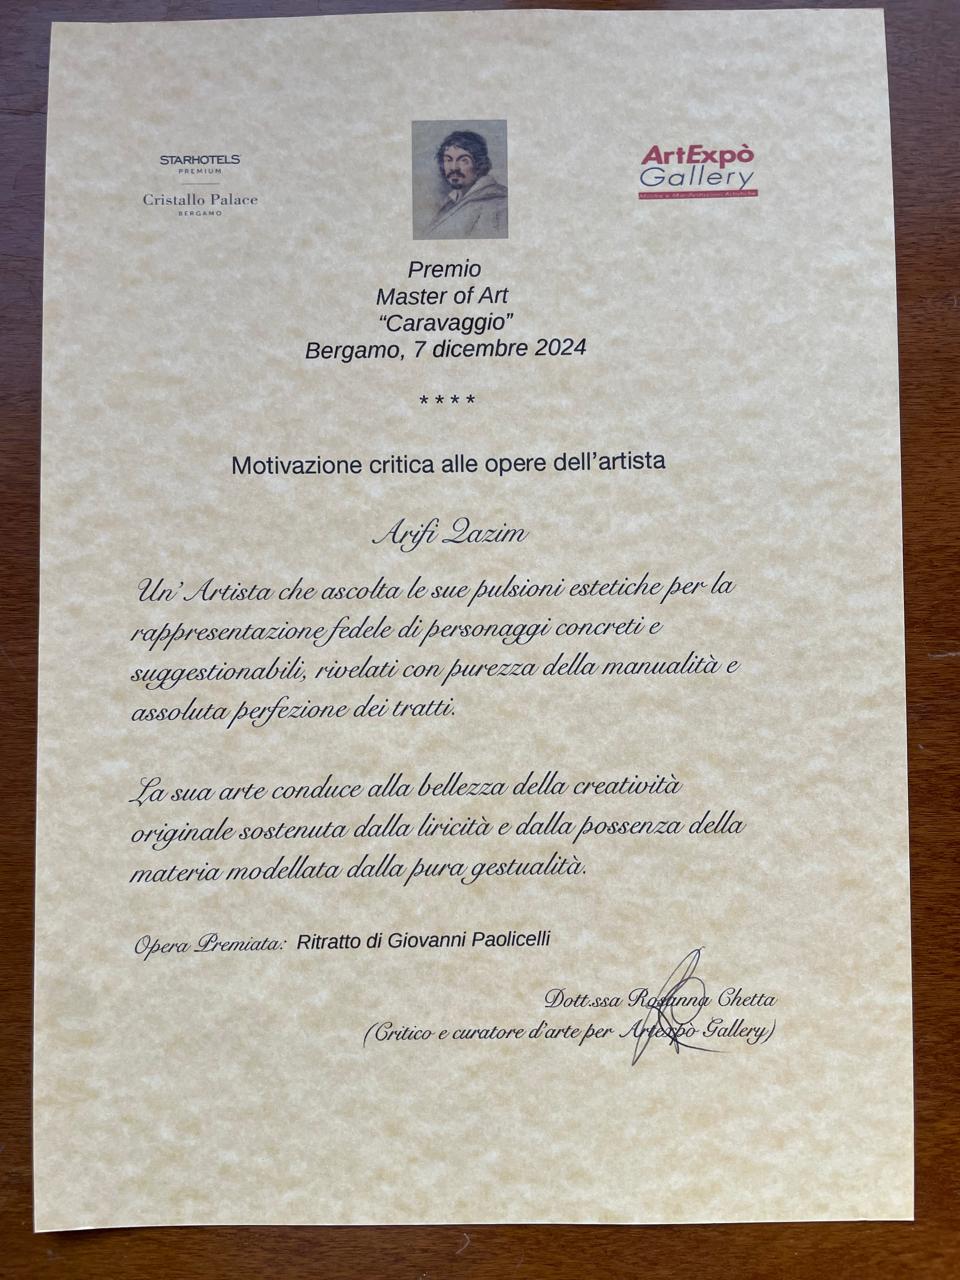 STARHOTELS
PREMIUM
Cristallo Palace
BERGAMO
ArtExpò
Gallery
Mostre e Manifestazioni Artistiche
Premio
Master of Art
“Caravaggio”
Bergamo, 7 dicembre 2024
* * * *
Motivazione critica alle opere dell’artista
Arifi Qazim
Un’ Artista che ascolta le sue pulsioni estetiche per la
rappresentazione fedele di personaggi concreti e
suggestionabili, rivelati con purezza della manualità e
assoluta perfezione dei tratti.
La sua arte conduce alla bellezza della creatività
originale sostenuta dalla liricità e dalla possenza della
materia modellata dalla pura gestualità.
Opera Premiata: Ritratto di Giovanni Paolicelli
Dott.ssa Rosanna Chetta
(Critico e curatore d’arte per Artexpò Gallery)